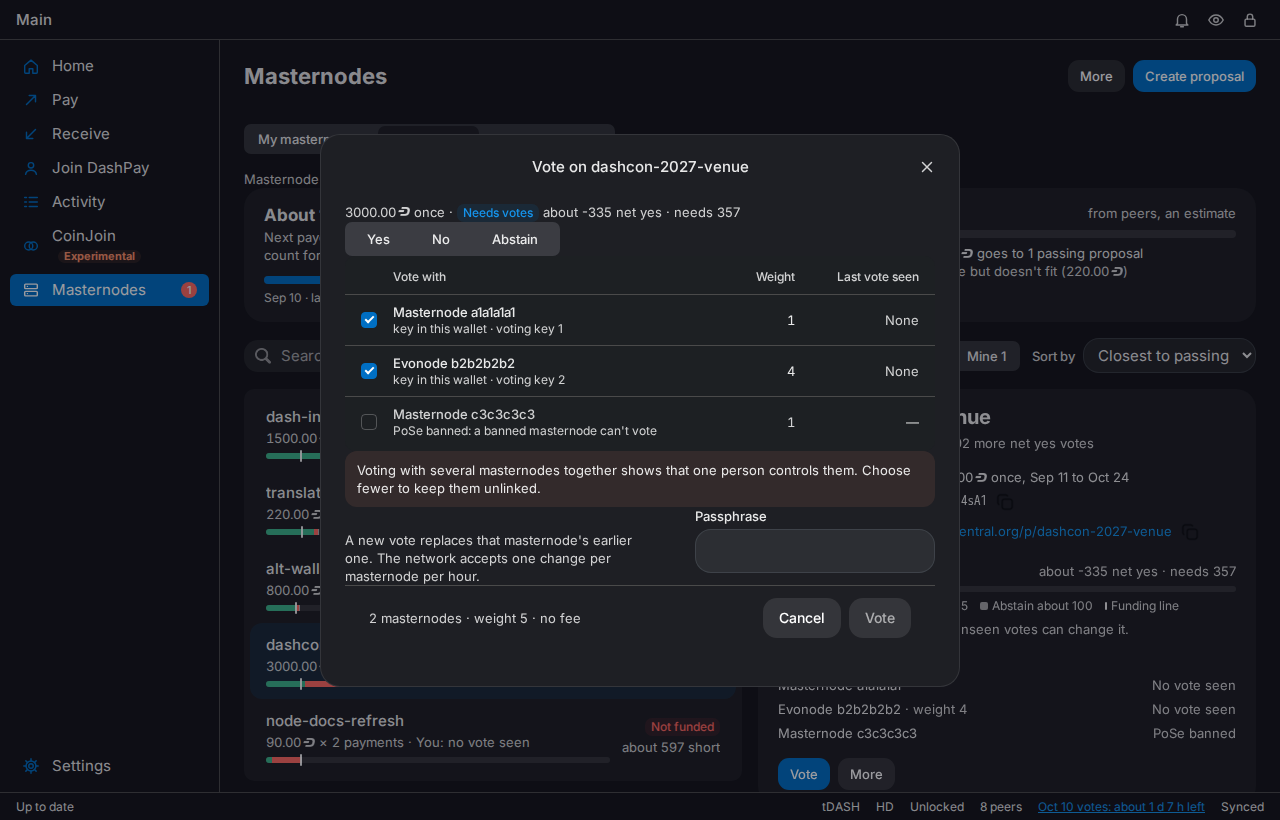 Main
Home
Pay
Receive
Join DashPay
Activity
CoinJoin
Experimental
Masternodes
1
Settings
Masternodes
More
Create proposal
My master
Masternode
About
Next pay
count for
Sep 10 · la
from peers, an estimate
goes to 1 passing proposal
but doesn't fit (220.00)
Mine 1
Sort by
Closest to passing
dash-in
1500.00
translat
220.00
alt-wall
800.00
dashco
3000.00
node-docs-refresh
90.00 × 2 payments · You: no vote seen
Not funded
about 597 short
more net yes votes
once, Sep 11 to Oct 24
4sA1
entral.org/p/dashcon-2027-venue
about -335 net yes · needs 357
5 Abstain about 100 Funding line
unseen votes can change it.
Masternode a1a1a1a1
No vote seen
Evonode b2b2b2b2 · weight 4
No vote seen
Masternode c3c3c3c3
PoSe banned
Vote
More
Vote on dashcon-2027-venue
3000.00 once · Needs votes about -335 net yes · needs 357
Yes
No
Abstain
Vote with
Weight
Last vote seen
Masternode a1a1a1a1
key in this wallet · voting key 1
1
None
Evonode b2b2b2b2
key in this wallet · voting key 2
4
None
Masternode c3c3c3c3
PoSe banned: a banned masternode can't vote
1
—
Voting with several masternodes together shows that one person controls them. Choose
fewer to keep them unlinked.
Passphrase
A new vote replaces that masternode's earlier
one. The network accepts one change per
masternode per hour.
2 masternodes · weight 5 · no fee
Cancel
Vote
Up to date
tDASH
HD
Unlocked
8 peers
Oct 10 votes: about 1 d 7 h left
Synced